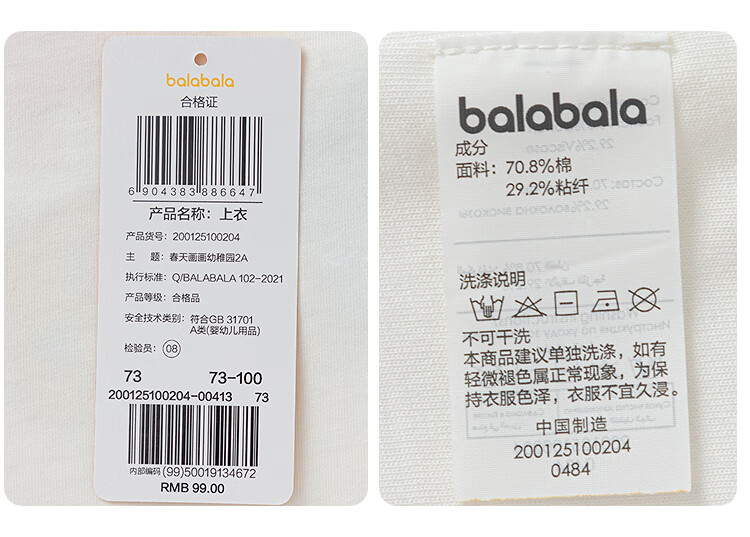 balabala
合格证
6 904383 886647
产品名称：上衣
产品货号：200125100204
主 题：春天画画幼稚园2A
执行标准：Q/BALABALA 102-2021
产品等级：合格品
安全技术类别：符合GB 31701
A类(婴幼儿用品)
检验员：08
73 73-100
200125100204-00413 73
内部编码 (99)50019134672
RMB 99.00
balabala
成分
面料：70.8%棉
29.2%粘纤
洗涤说明
不可干洗
本商品建议单独洗涤，如有
轻微褪色属正常现象，为保
持衣服色泽，衣服不宜久浸。
中国制造
200125100204
0484